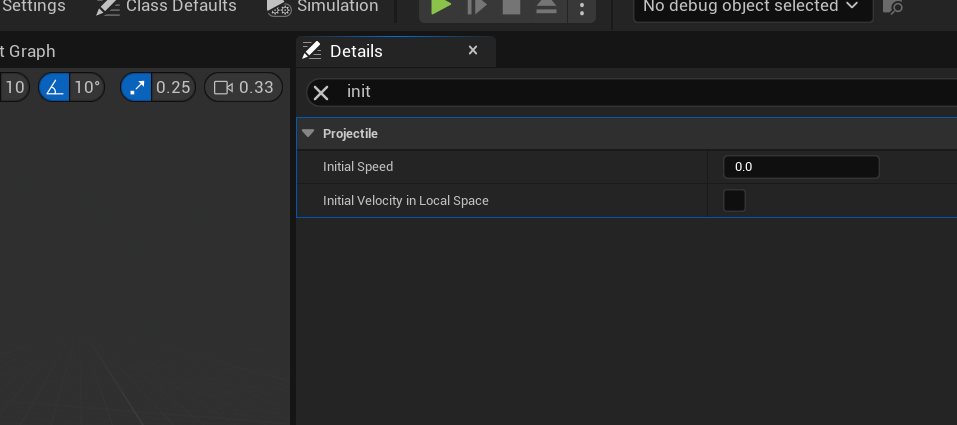 Settings Class Defaults Simulation No debug object selected
t Graph Details
10 10° 0.25 0.33 init
Projectile
Initial Speed 0.0
Initial Velocity in Local Space